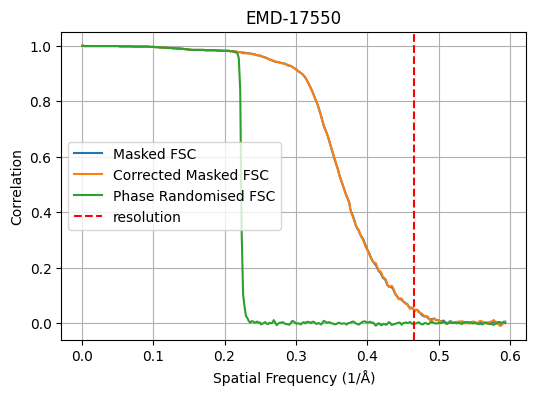 EMD-17550
Correlation
1.0
0.8
0.6
0.4
0.2
0.0
Masked FSC
Corrected Masked FSC
Phase Randomised FSC
resolution
0.0 0.1 0.2 0.3 0.4 0.5 0.6
Spatial Frequency (1/Å)